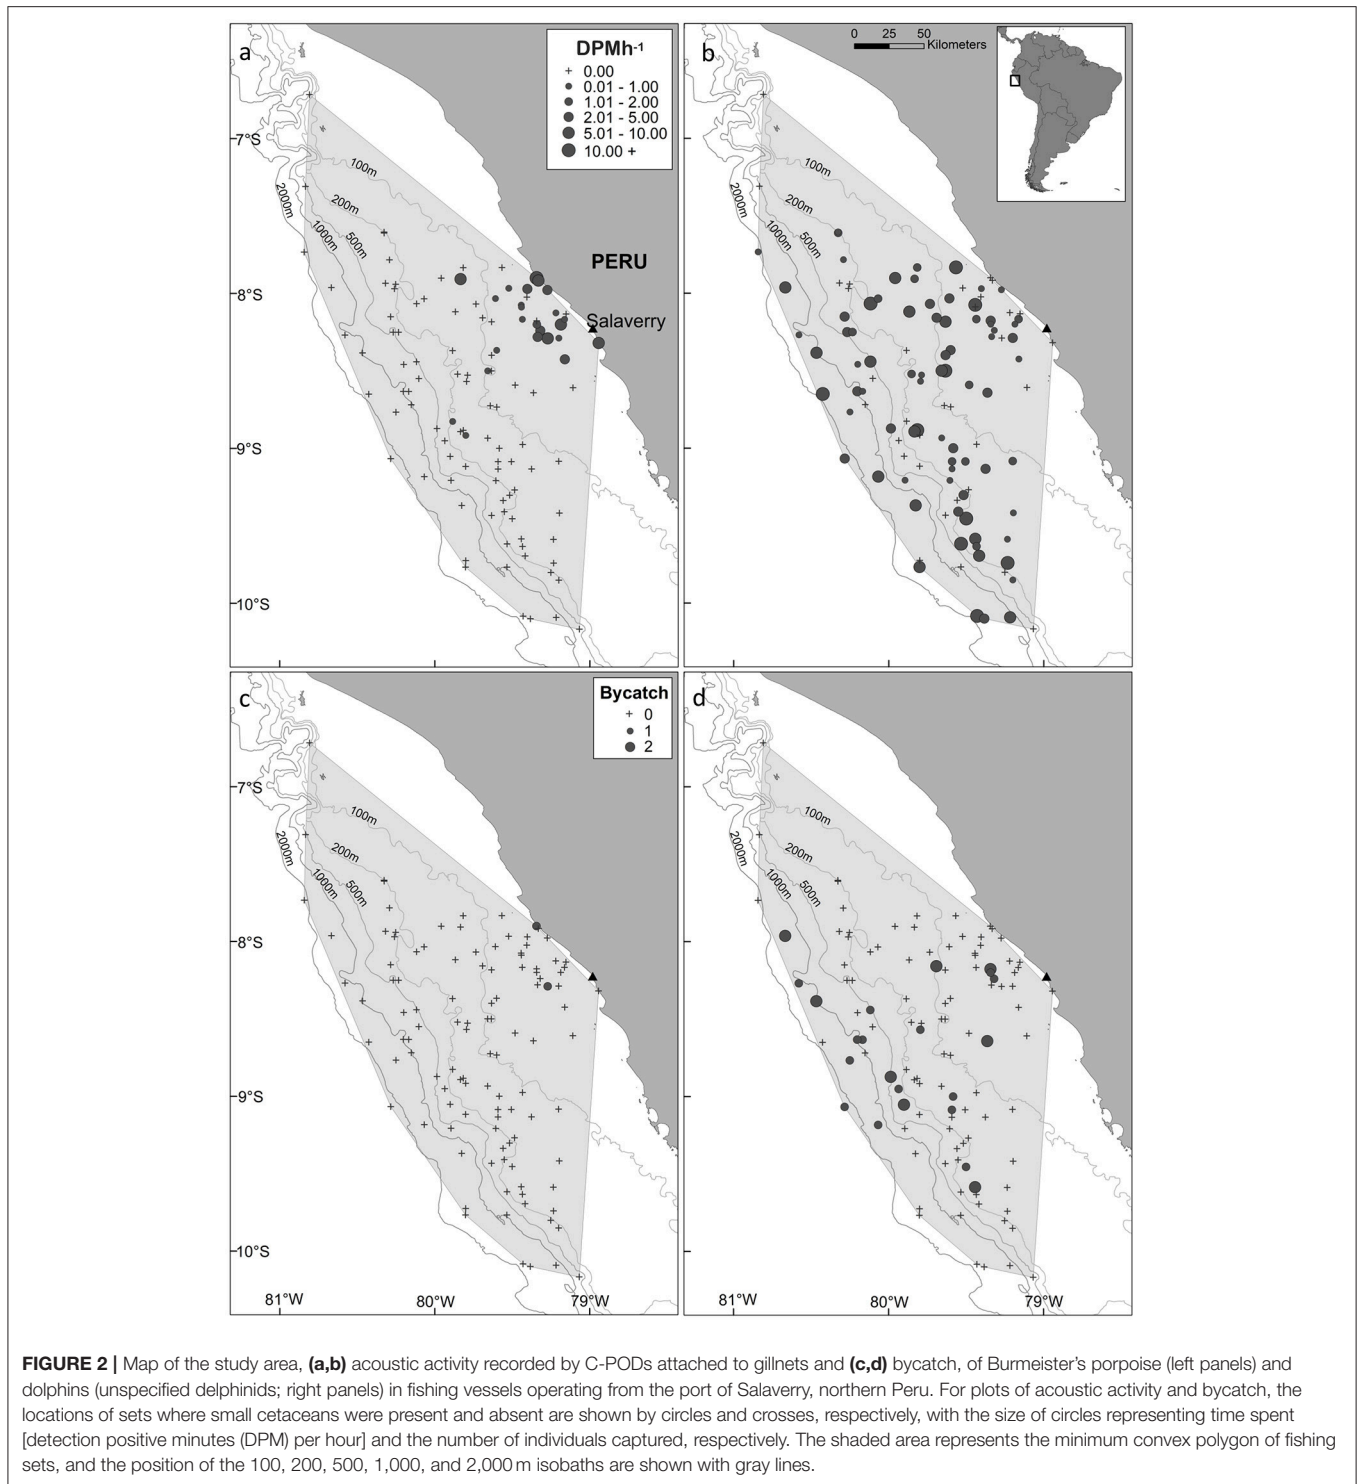 a
DPMh-1
0.00
0.01 - 1.00
1.01 - 2.00
2.01 - 5.00
5.01 - 10.00
10.00 +
7°S
8°S
9°S
10°S
100m
200m
500m
1000m
2000m
PERU
Salaverry
b
0 25 50
Kilometers
100m
200m
500m
1000m
2000m
c
Bycatch
0
1
2
7°S
8°S
9°S
10°S
100m
200m
500m
1000m
2000m
81°W 80°W 79°W
d
100m
200m
500m
1000m
2000m
81°W 80°W 79°W
FIGURE 2 | Map of the study area, (a,b) acoustic activity recorded by C-PODs attached to gillnets and (c,d) bycatch, of Burmeister's porpoise (left panels) and
dolphins (unspecified delphinids; right panels) in fishing vessels operating from the port of Salaverry, northern Peru. For plots of acoustic activity and bycatch, the
locations of sets where small cetaceans were present and absent are shown by circles and crosses, respectively, with the size of circles representing time spent
[detection positive minutes (DPM) per hour] and the number of individuals captured, respectively. The shaded area represents the minimum convex polygon of fishing
sets, and the position of the 100, 200, 500, 1,000, and 2,000 m isobaths are shown with gray lines.